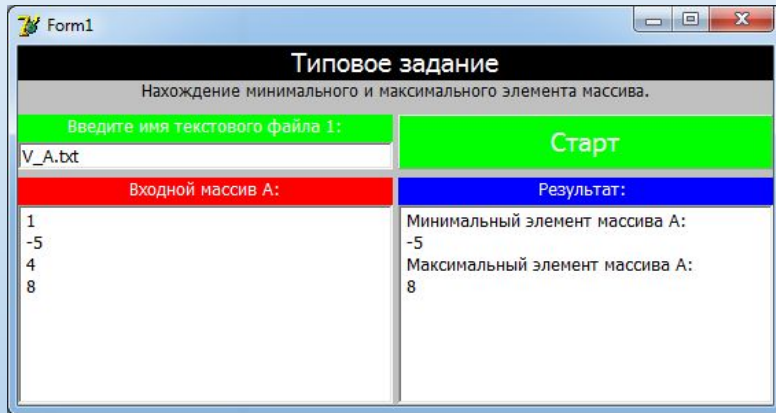 Form1
Типовое задание
Нахождение минимального и максимального элемента массива.
Введите имя текстового файла 1:
V_A.txt
Старт
Входной массив А:
1
-5
4
8
Результат:
Минимальный элемент массива А:
-5
Максимальный элемент массива А:
8